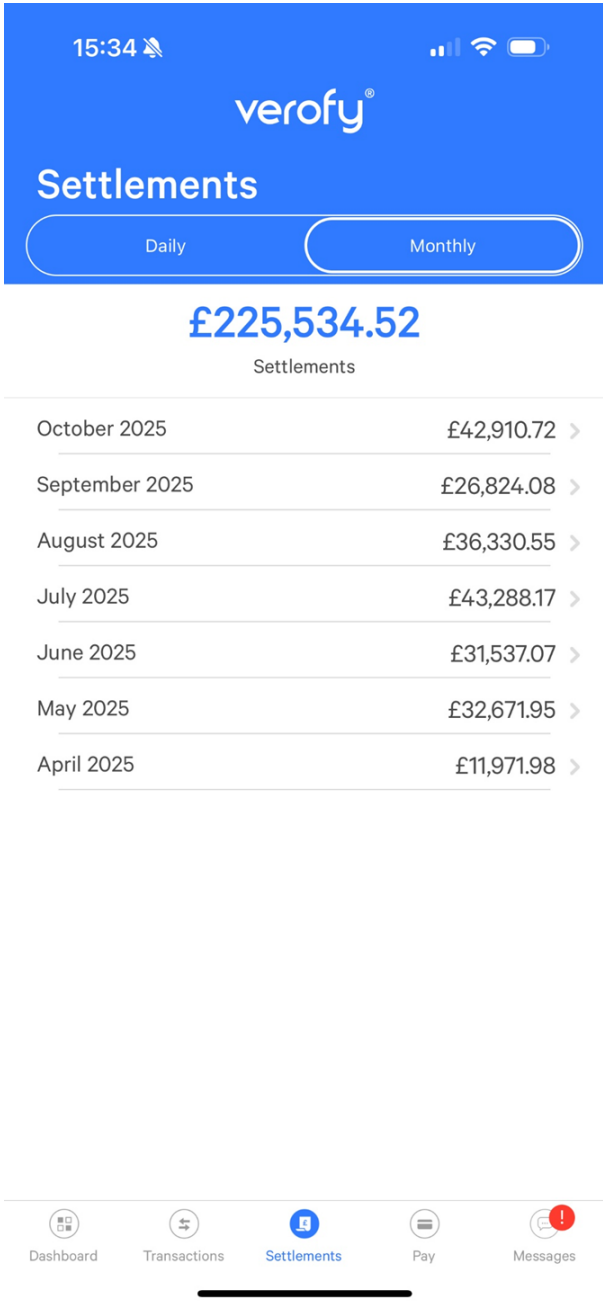 15:34
verofy®
Settlements
Daily Monthly
£225,534.52
Settlements
October 2025 £42,910.72
September 2025 £26,824.08
August 2025 £36,330.55
July 2025 £43,288.17
June 2025 £31,537.07
May 2025 £32,671.95
April 2025 £11,971.98
!
Dashboard Transactions Settlements Pay Messages